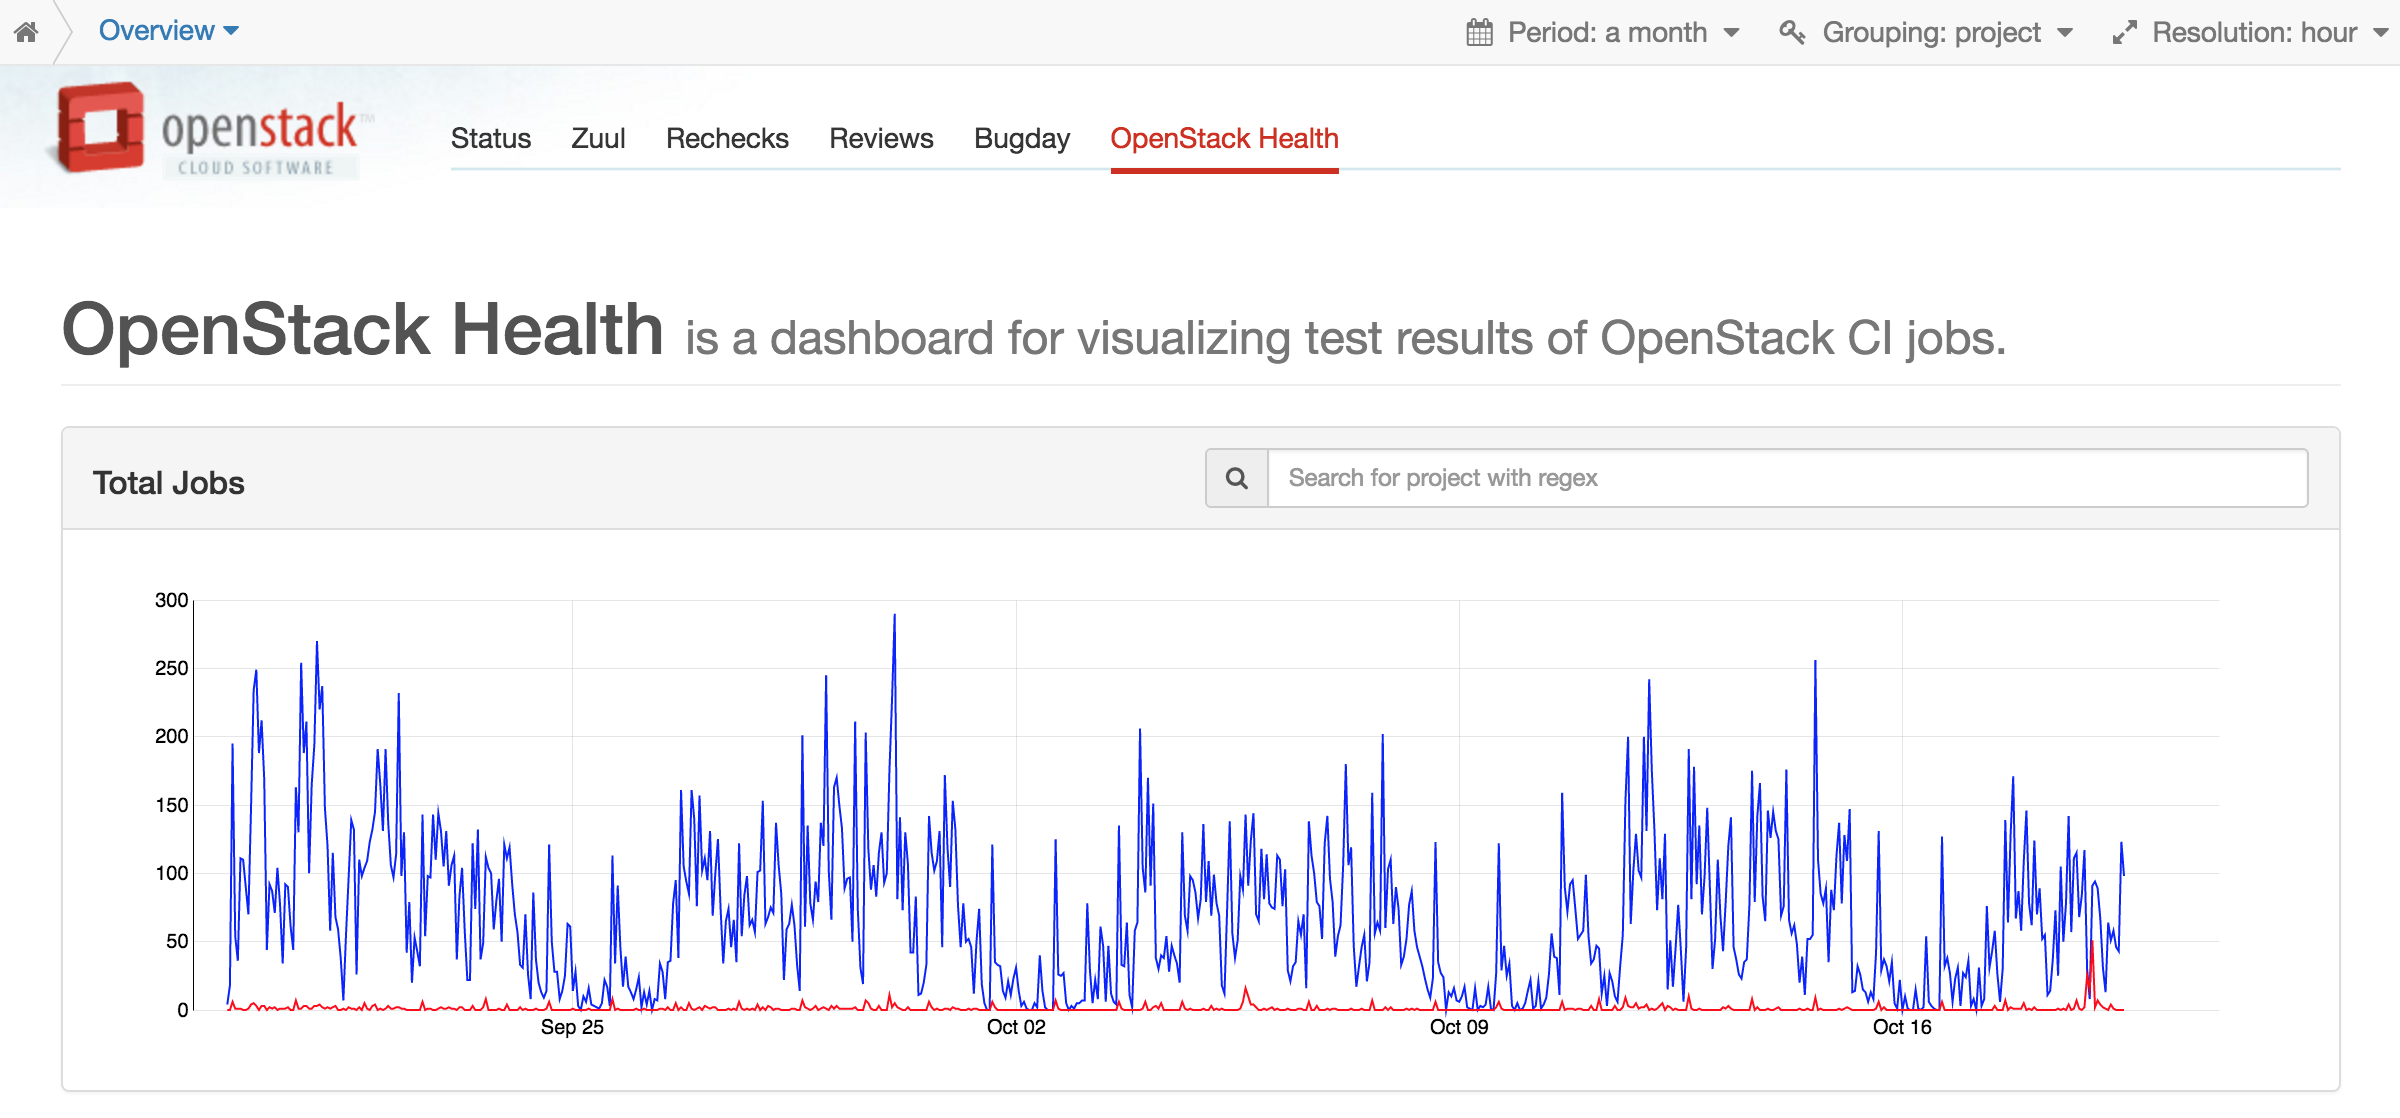 Overview
Period: a month
Grouping: project
Resolution: hour
openstack™
CLOUD SOFTWARE
Status
Zuul
Rechecks
Reviews
Bugday
OpenStack Health
OpenStack Health is a dashboard for visualizing test results of OpenStack CI jobs.
Total Jobs
Search for project with regex
300
250
200
150
100
50
0
Sep 25
Oct 02
Oct 09
Oct 16